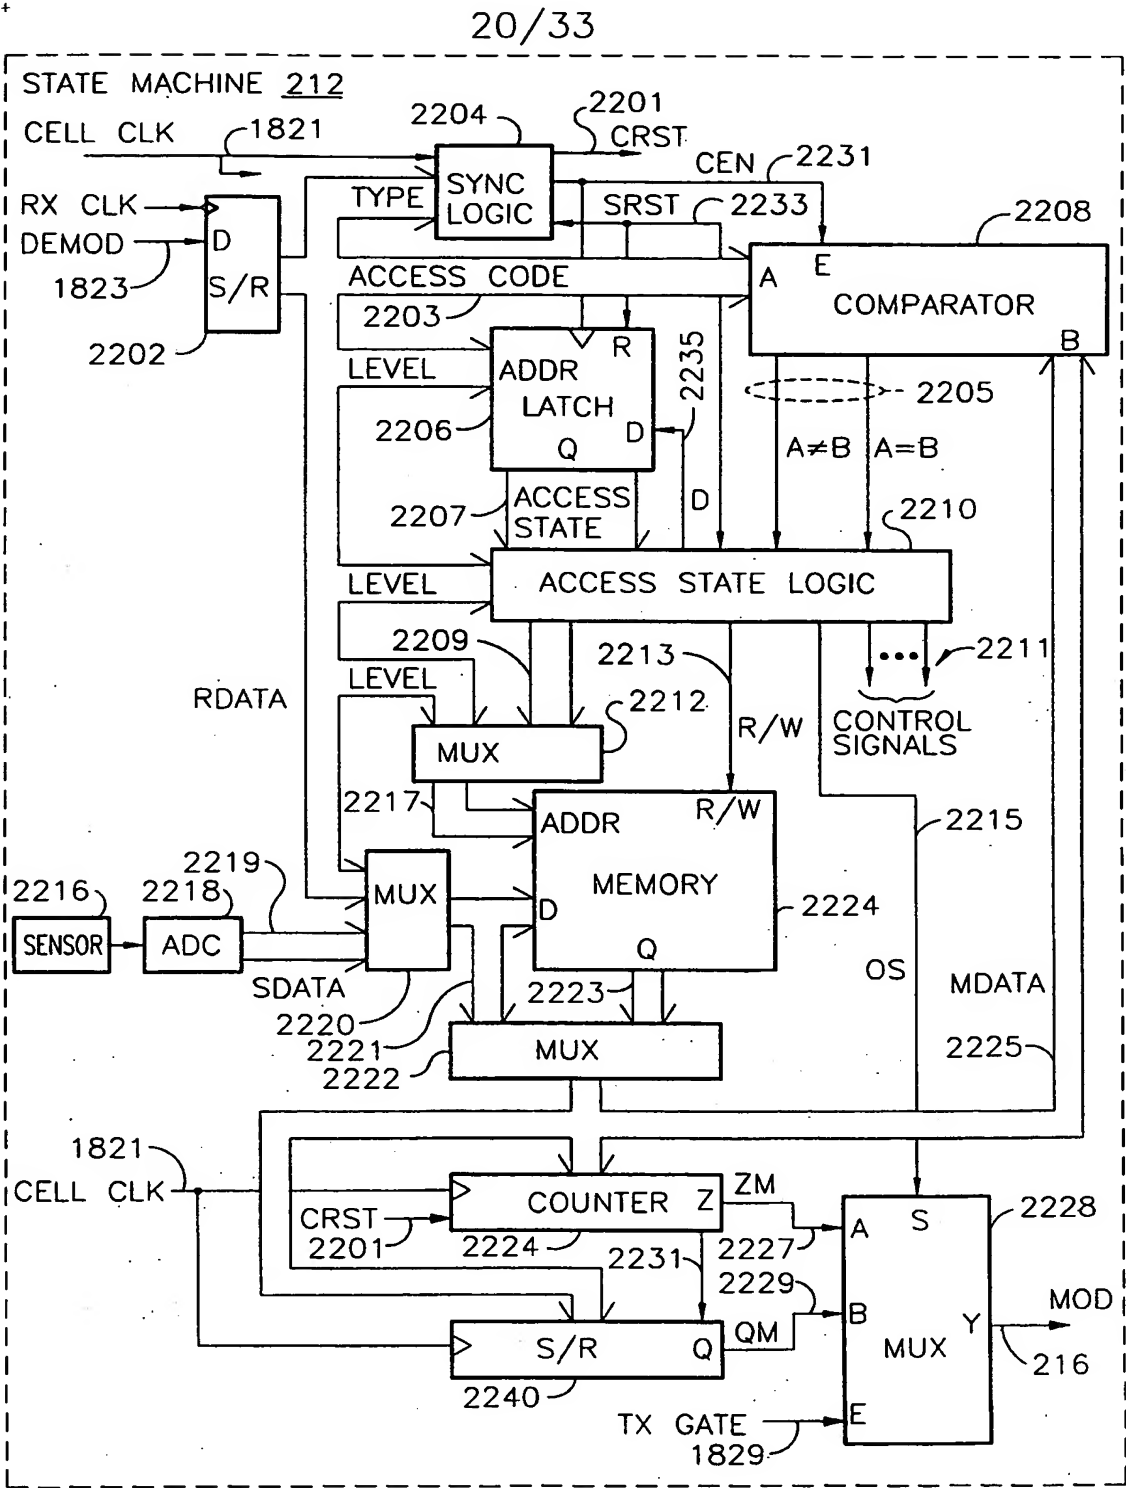 20/33
STATE MACHINE 212
CELL CLK
1821
2204
2201
CRST
CEN
2231
RX CLK
DEMOD
1823
D
S/R
2202
TYPE
SYNC
LOGIC
SRST
2233
2208
ACCESS CODE
2203
A
E
COMPARATOR
B
LEVEL
ADDR
R
LATCH
D
Q
2206
2235
2205
A≠B
A=B
2207
ACCESS
STATE
D
2210
ACCESS STATE LOGIC
LEVEL
2209
2213
2211
CONTROL
SIGNALS
RDATA
LEVEL
2212
MUX
R/W
2217
ADDR
R/W
MEMORY
D
Q
2224
2215
2216
SENSOR
2218
ADC
2219
SDATA
MUX
2220
2221
2222
2223
OS
MDATA
2225
MUX
1821
CELL CLK
CRST
2201
COUNTER
Z
ZM
2224
2231
2227
2229
S/R
Q
QM
2240
S
A
B
Y
MUX
E
2228
MOD
216
TX GATE
1829